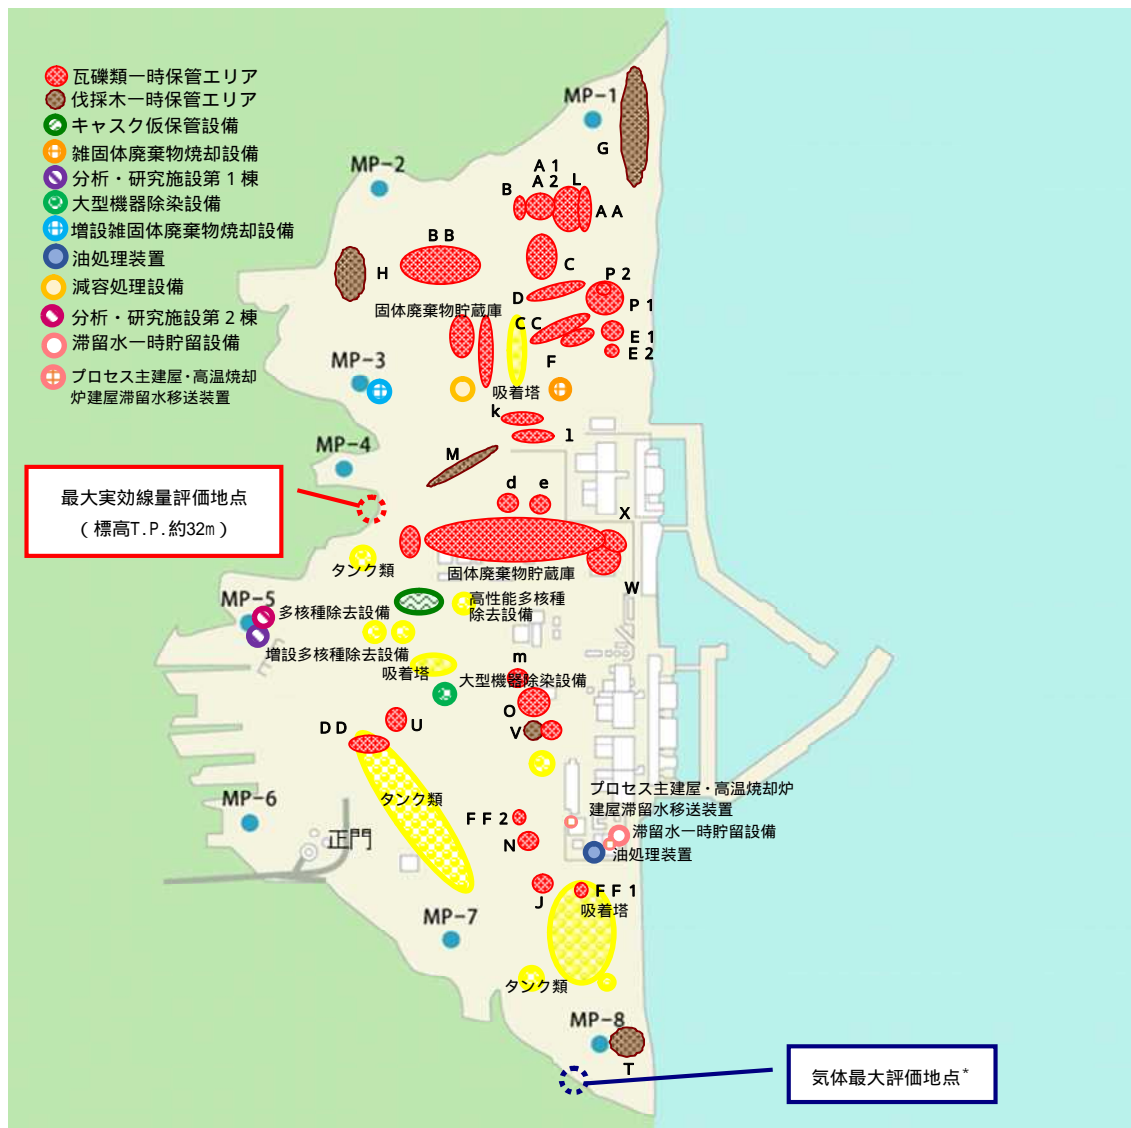 瓦礫類一時保管エリア
伐採木一時保管エリア
キャスク仮保管設備
雑固体廃棄物焼却設備
分析・研究施設第1棟
大型機器除染設備
増設雑固体廃棄物焼却設備
油処理装置
減容処理設備
分析・研究施設第2棟
滞留水一時貯留設備
プロセス主建屋・高温焼却
炉建屋滞留水移送装置
MP-1
G
MP-2
A1
A2
L
B
AA
BB
H
C
P2
D
P1
固体廃棄物貯蔵庫
CC
E1
E2
MP-3
F
吸着塔
k
l
MP-4
M
最大実効線量評価地点
(標高T.P.約32m)
d
e
X
タンク類
固体廃棄物貯蔵庫
W
MP-5
多核種除去設備
高性能多核種
除去設備
増設多核種除去設備
吸着塔
m
大型機器除染設備
O
DD
U
V
タンク類
プロセス主建屋・高温焼却炉
建屋滞留水移送装置
MP-6
FF2
滞留水一時貯留設備
正門
N
油処理装置
J
FF1
吸着塔
MP-7
タンク類
MP-8
T
気体最大評価地点*